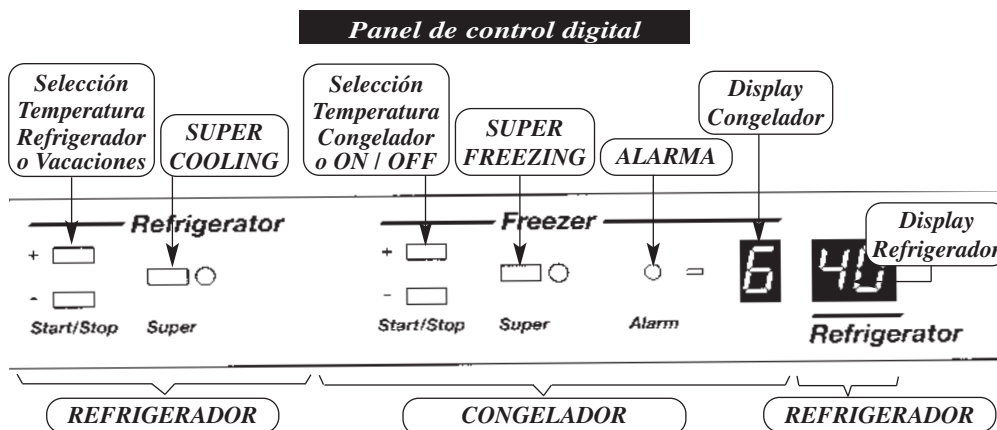 Panel de control digital
Selección
Temperatura
Refrigerador
o Vacaciones
SUPER
COOLING
Selección
Temperatura
Congelador
o ON / OFF
SUPER
FREEZING
ALARMA
Display
Congelador
Display
Refrigerador
Refrigerator
Freezer
+
+
6
40
-
-
Start/Stop
Super
Start/Stop
Super
Alarm
Refrigerator
REFRIGERADOR
CONGELADOR
REFRIGERADOR